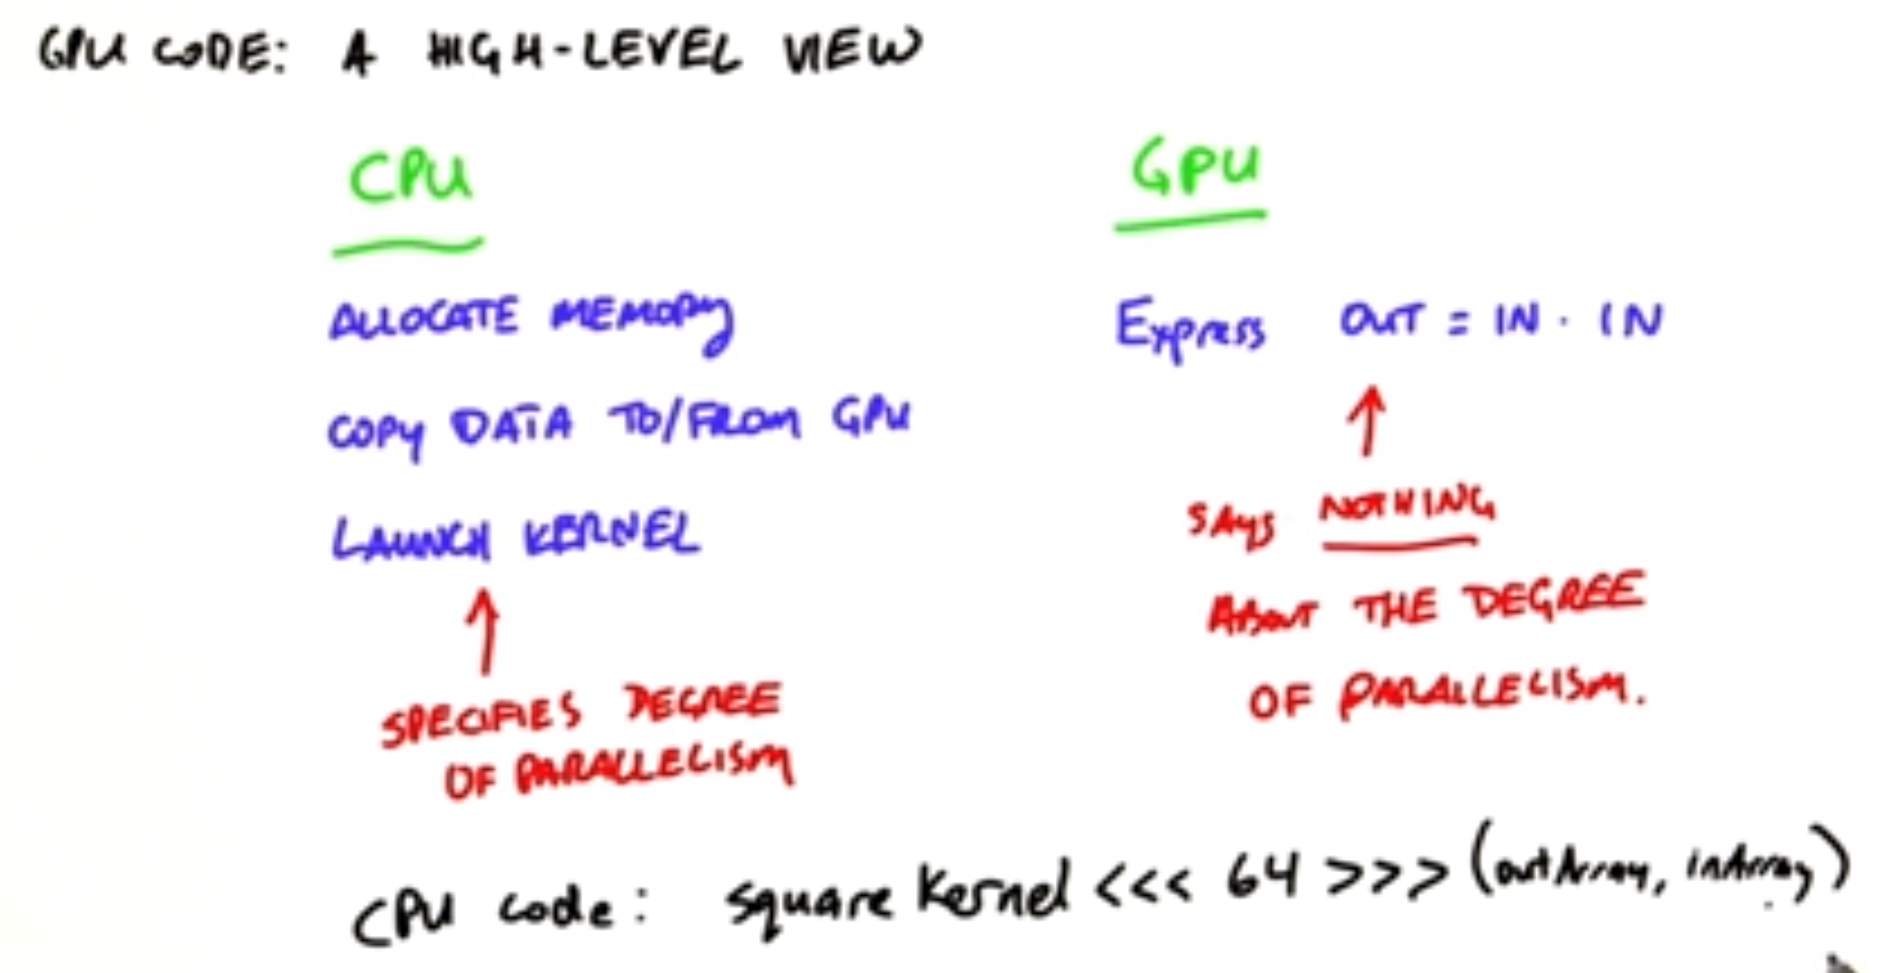 GPU CODE: A HIGH-LEVEL VIEW
CPU
ALLOCATE MEMORY
COPY DATA TO/FROM GPU
LAUNCH KERNEL
SPECIFIES DEGREE
OF PARALLELISM
GPU
Express OUT = IN · IN
SAYS NOTHING
ABOUT THE DEGREE
OF PARALLELISM.
CPU code: square Kernel <<< 64 >>> (outArray, inArray)